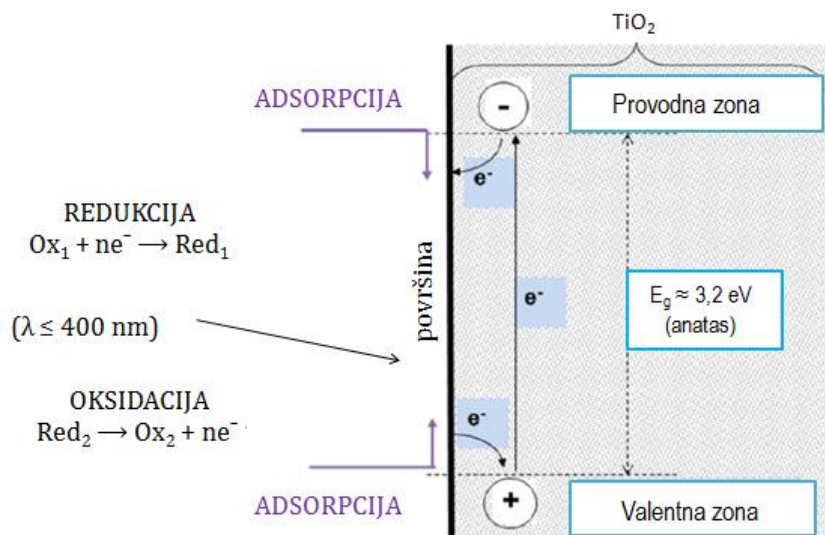 TiO₂
ADSORPCIJA
-
Provodna zona
e⁻
REDUKCIJA
Ox₁ + ne⁻ → Red₁
površina
e⁻
E_g ≈ 3,2 eV
(anatas)
(λ ≤ 400 nm)
OKSIDACIJA
Red₂ → Ox₂ + ne⁻
e⁻
ADSORPCIJA
+
Valentna zona